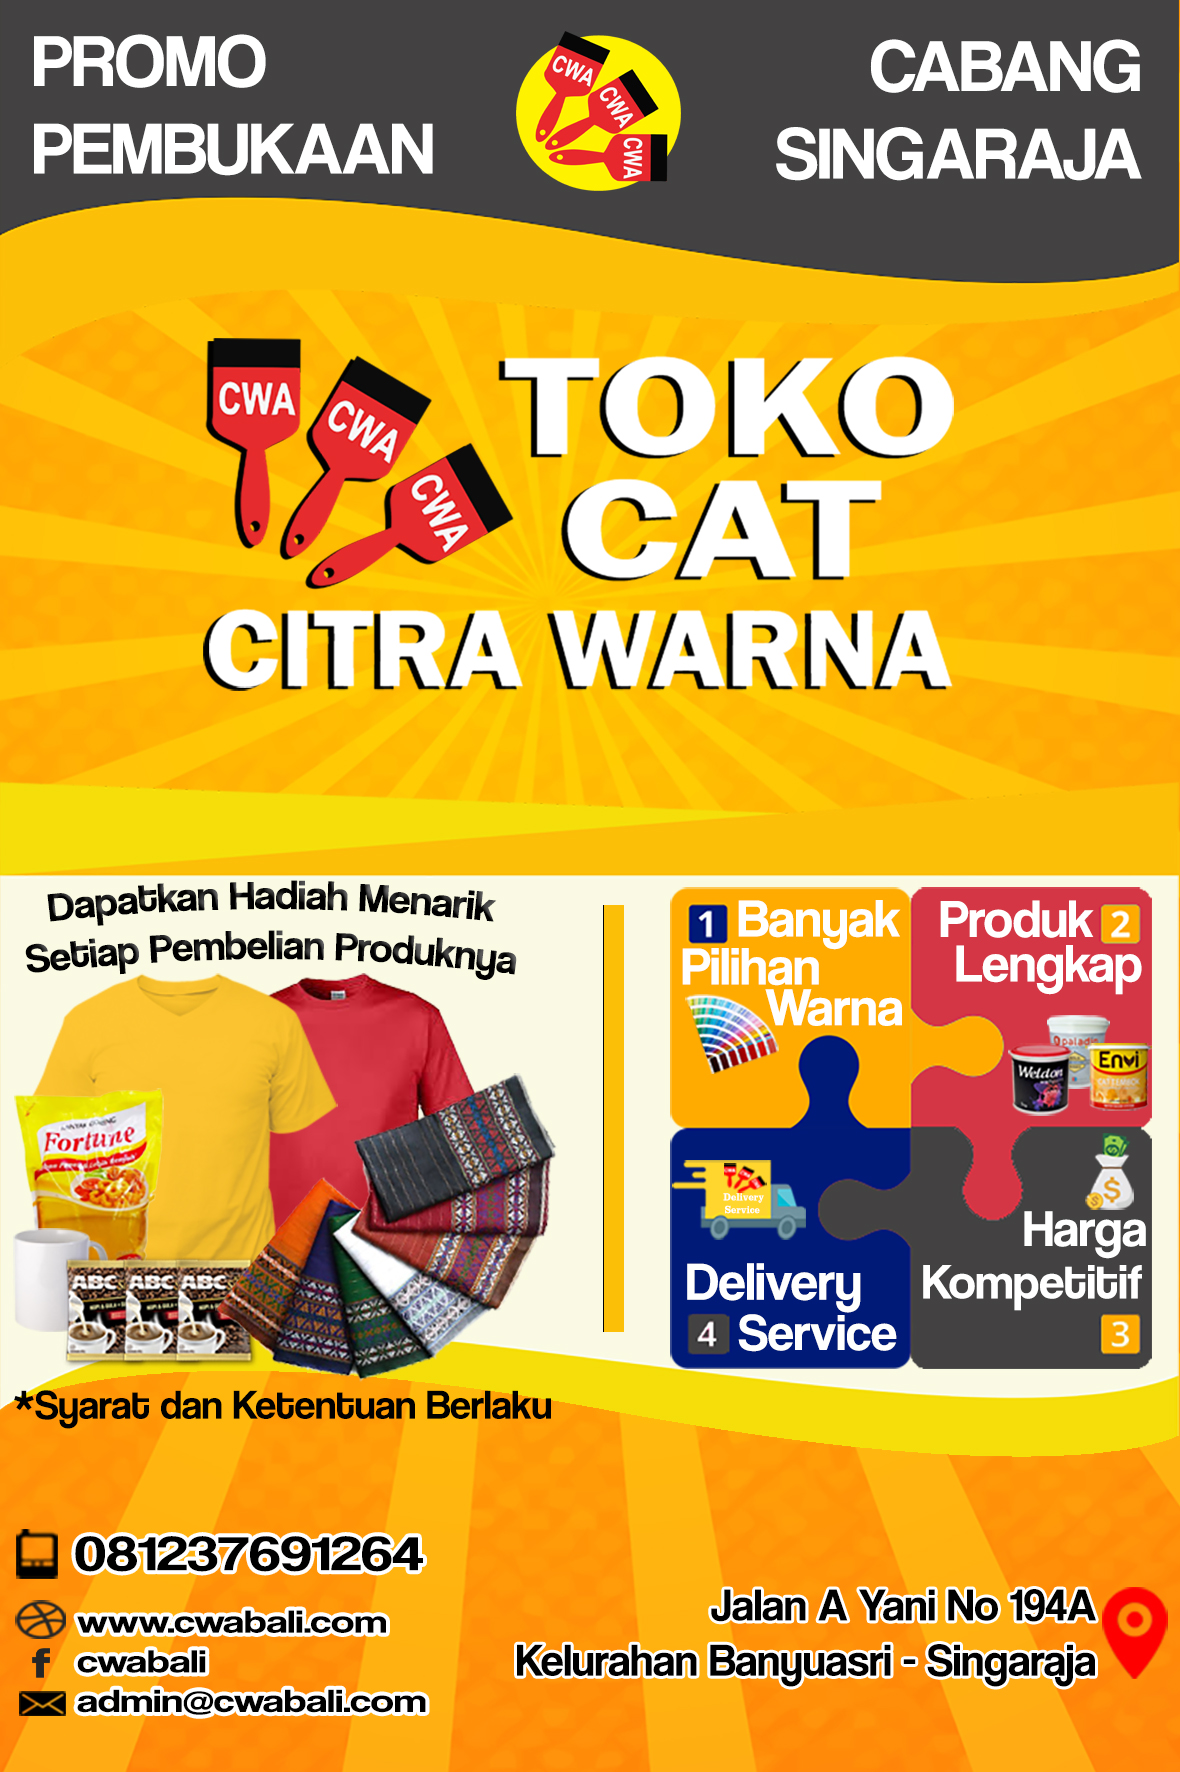 PROMO
PEMBUKAAN
CWA
CWA
CWA
CABANG
SINGARAJA
CWA
CWA
CWA
TOKO
CAT
CITRA WARNA
Dapatkan Hadiah Menarik
Setiap Pembelian Produknya
Fortune
ABC
ABC
ABC
*Syarat dan Ketentuan Berlaku
1 Banyak
Pilihan
Warna
Produk 2
Lengkap
paladin
Weldon
Envi
Delivery
Service
Delivery
4 Service
Harga
Kompetitif
3
081237691264
www.cwabali.com
cwabali
admin@cwabali.com
Jalan A Yani No 194A
Kelurahan Banyuasri - Singaraja